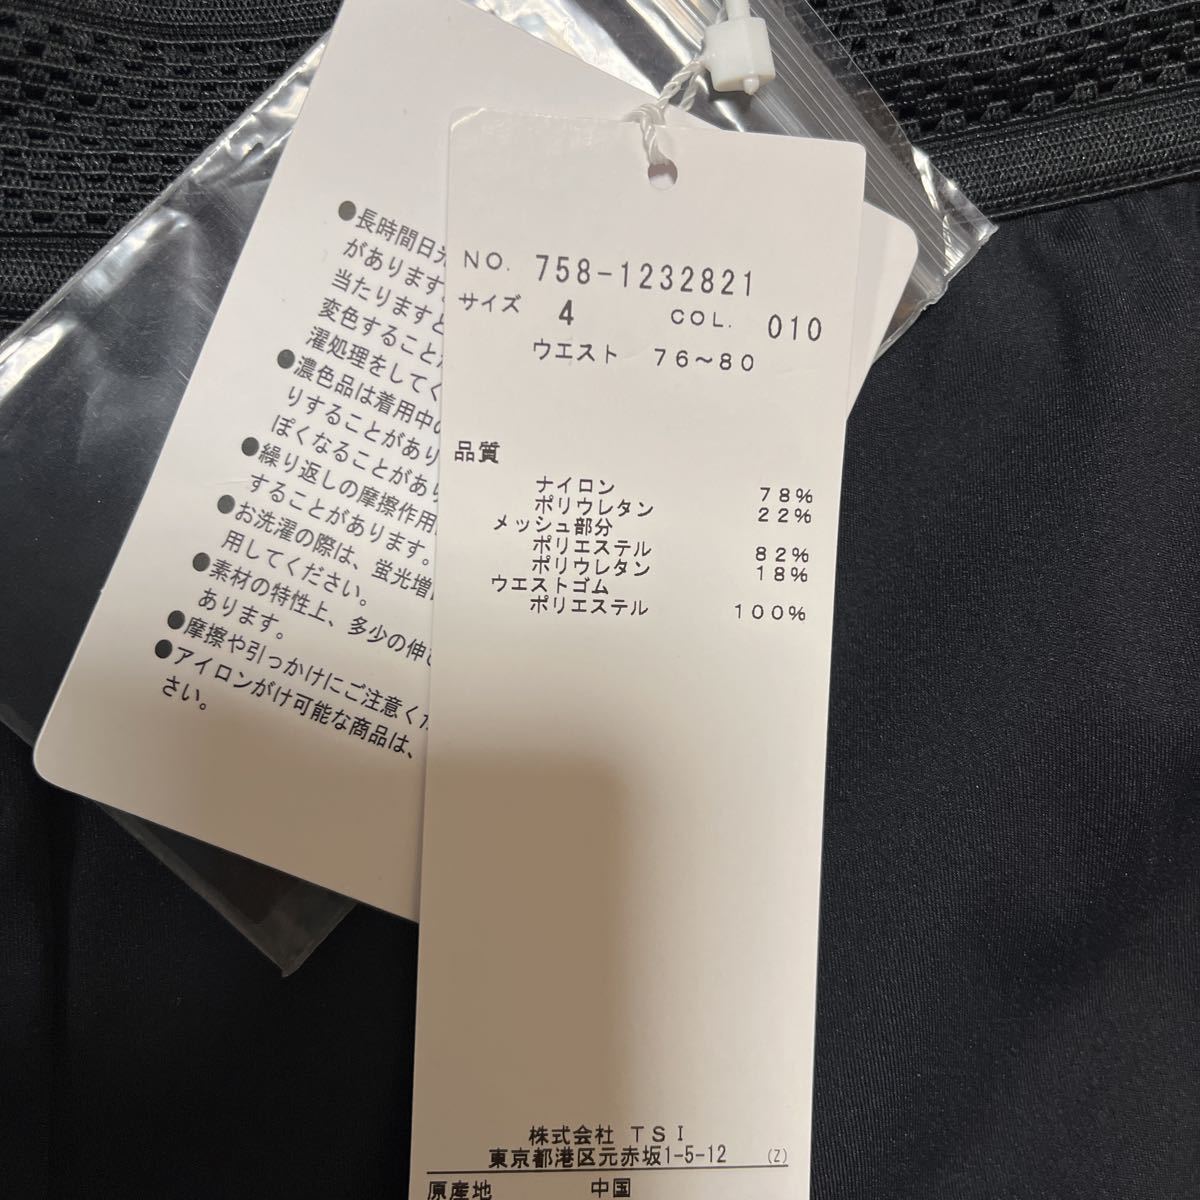 NO. 758-1232821
サイズ 4 COL. 010
ウエスト 76～80
品質
ナイロン 78%
ポリウレタン 22%
メッシュ部分
ポリエステル 82%
ポリウレタン 18%
ウエストゴム
ポリエステル 100%
株式会社 TSI
東京都港区元赤坂1-5-12 (Z)
原産地 中国
●長時間日光
があります
当たりますと
変色すること
濯処理をしてく
●濃色品は着用中
りすることがあり
ぽくなることがあり
●繰り返しの摩擦作用
することがあります。
●お洗濯の際は、蛍光増
用してください。
●素材の特性上、多少の伸
あります。
●摩擦や引っかけにご注意くだ
●アイロンがけ可能な商品は、
さい。